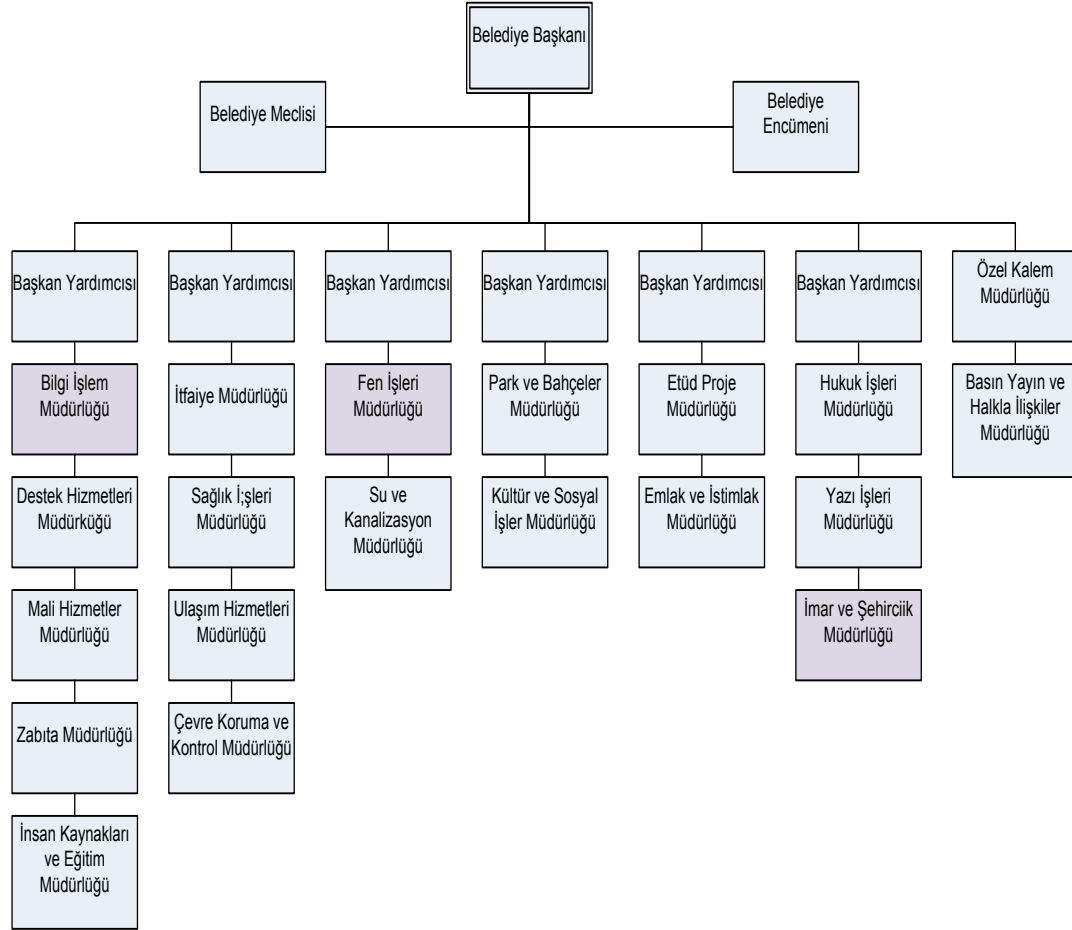 Belediye Başkanı
Belediye Meclisi
Belediye
Encümeni
Başkan Yardımcısı
Başkan Yardımcısı
Başkan Yardımcısı
Başkan Yardımcısı
Başkan Yardımcısı
Başkan Yardımcısı
Özel Kalem
Müdürlüğü
Bilgi İşlem
Müdürlüğü
İtfaiye Müdürlüğü
Fen İşleri
Müdürlüğü
Park ve Bahçeler
Müdürlüğü
Etüd Proje
Müdürlüğü
Hukuk İşleri
Müdürlüğü
Basın Yayın ve
Halkla İlişkiler
Müdürlüğü
Destek Hizmetleri
Müdürküğü
Sağlık İ;şleri
Müdürlüğü
Su ve
Kanalizasyon
Müdürlüğü
Kültür ve Sosyal
İşler Müdürlüğü
Emlak ve İstimlak
Müdürlüğü
Yazı İşleri
Müdürlüğü
Mali Hizmetler
Müdürlüğü
Ulaşım Hizmetleri
Müdürlüğü
İmar ve Şehirciik
Müdürlüğü
Zabıta Müdürlüğü
Çevre Koruma ve
Kontrol Müdürlüğü
İnsan Kaynakları
ve Eğitim
Müdürlüğü